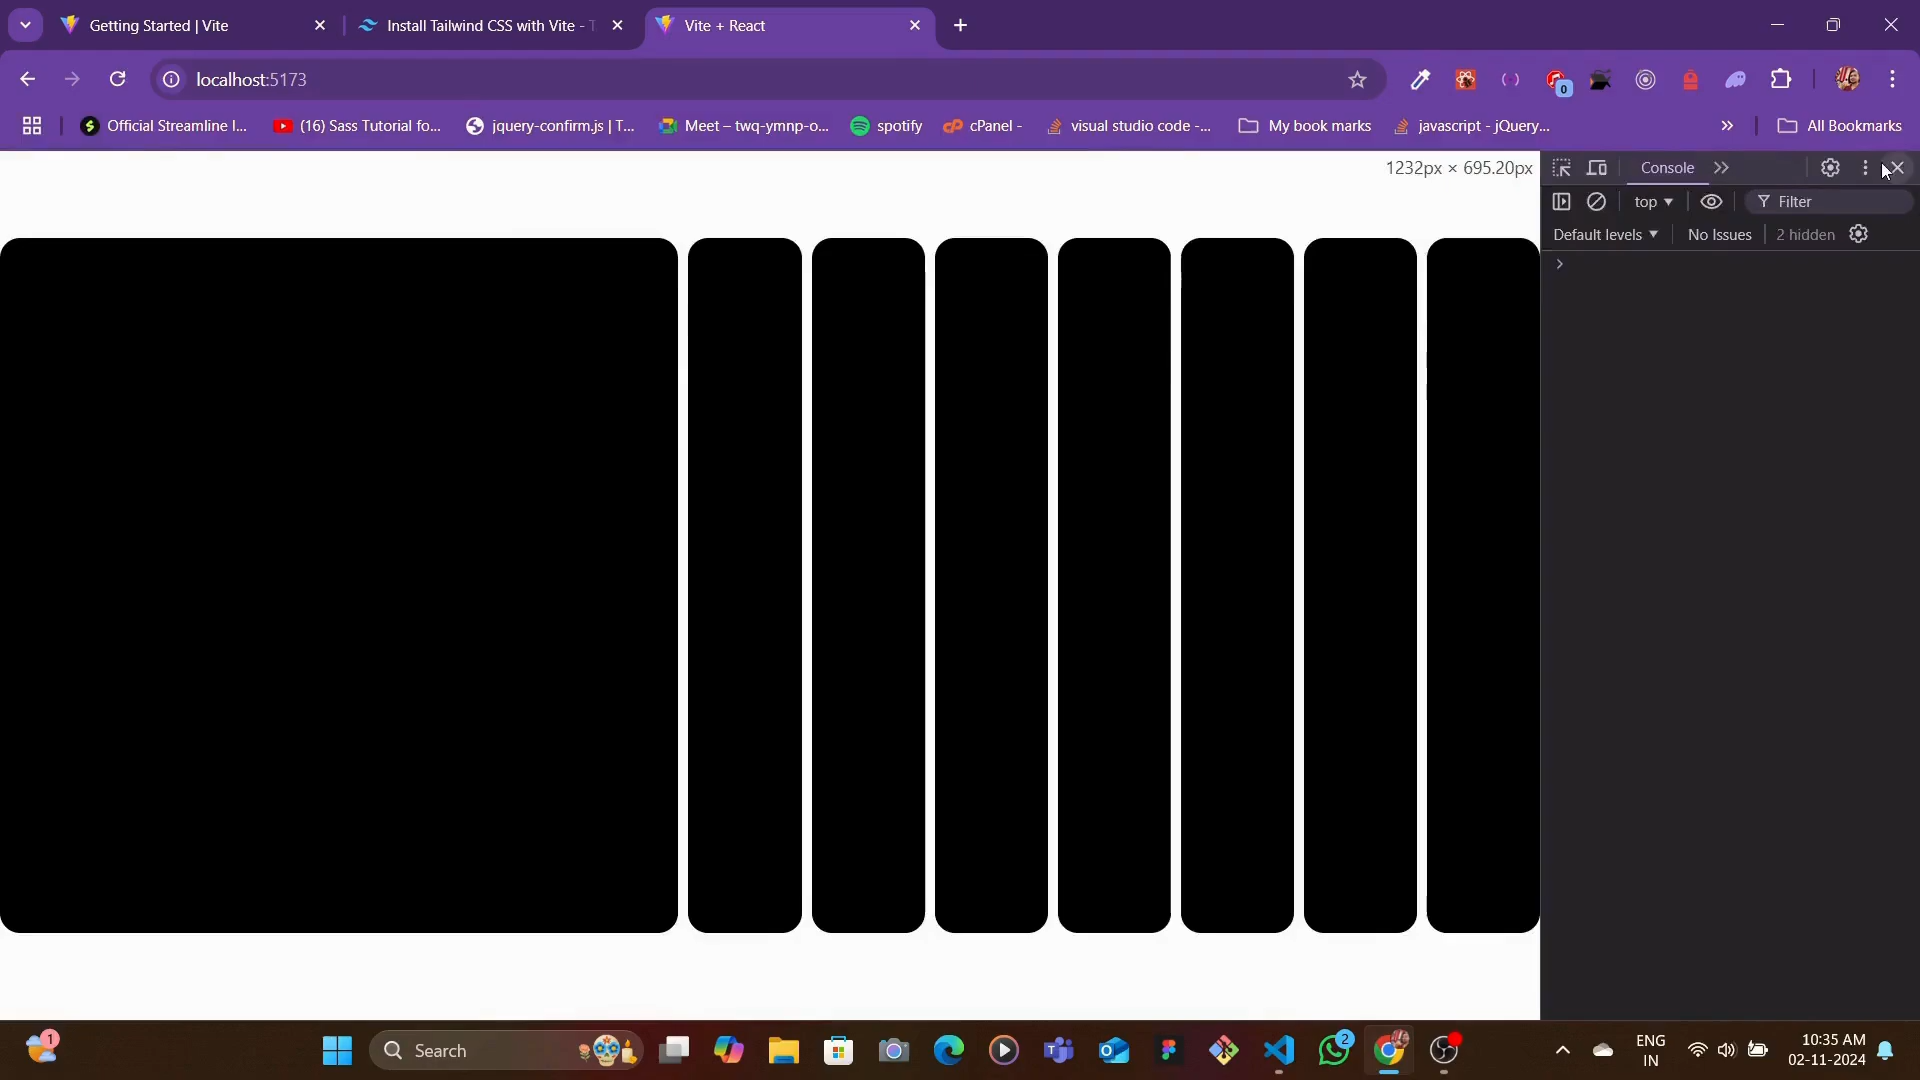 Getting Started | Vite
Install Tailwind CSS with Vite - T
Vite + React
localhost:5173
0
Official Streamline I...
(16) Sass Tutorial fo...
jquery-confirm.js | T...
Meet – twq-ymnp-o...
spotify
cPanel -
visual studio code -...
My book marks
javascript - jQuery...
All Bookmarks
1232px × 695.20px
Console
top
Filter
Default levels
No Issues
2 hidden
1
Search
2
ENG
IN
10:35 AM
02-11-2024